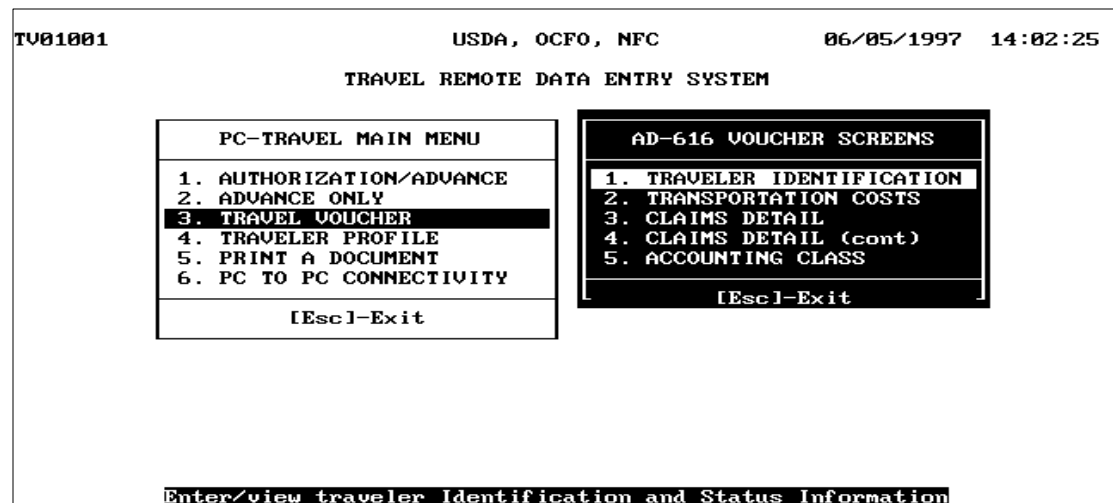 TV01001 USDA, OCFO, NFC 06/05/1997 14:02:25
TRAVEL REMOTE DATA ENTRY SYSTEM
PC-TRAVEL MAIN MENU
1. AUTHORIZATION/ADVANCE
2. ADVANCE ONLY
3. TRAVEL VOUCHER
4. TRAVELER PROFILE
5. PRINT A DOCUMENT
6. PC TO PC CONNECTIVITY
[Esc]-Exit
AD-616 VOUCHER SCREENS
1. TRAVELER IDENTIFICATION
2. TRANSPORTATION COSTS
3. CLAIMS DETAIL
4. CLAIMS DETAIL (cont)
5. ACCOUNTING CLASS
[Esc]-Exit
Enter/view traveler Identification and Status Information